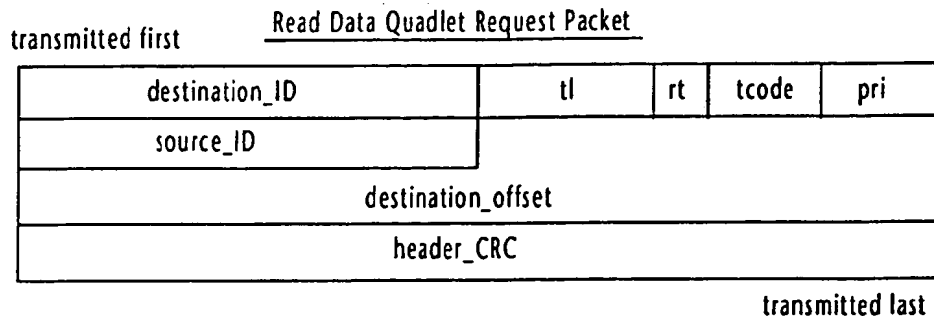 Read Data Quadlet Request Packet
transmitted first
destination_ID tl rt tcode pri
source_ID
destination_offset
header_CRC
transmitted last